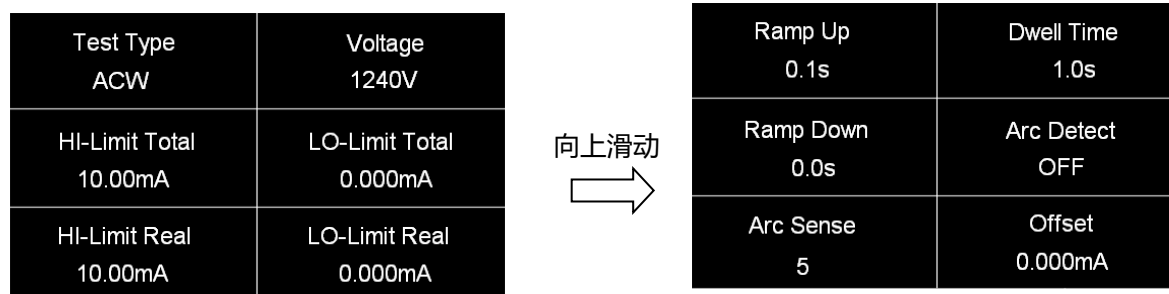 Test Type
ACW
Voltage
1240V
HI-Limit Total
10.00mA
LO-Limit Total
0.000mA
HI-Limit Real
10.00mA
LO-Limit Real
0.000mA
向上滑动
Ramp Up
0.1s
Dwell Time
1.0s
Ramp Down
0.0s
Arc Detect
OFF
Arc Sense
5
Offset
0.000mA